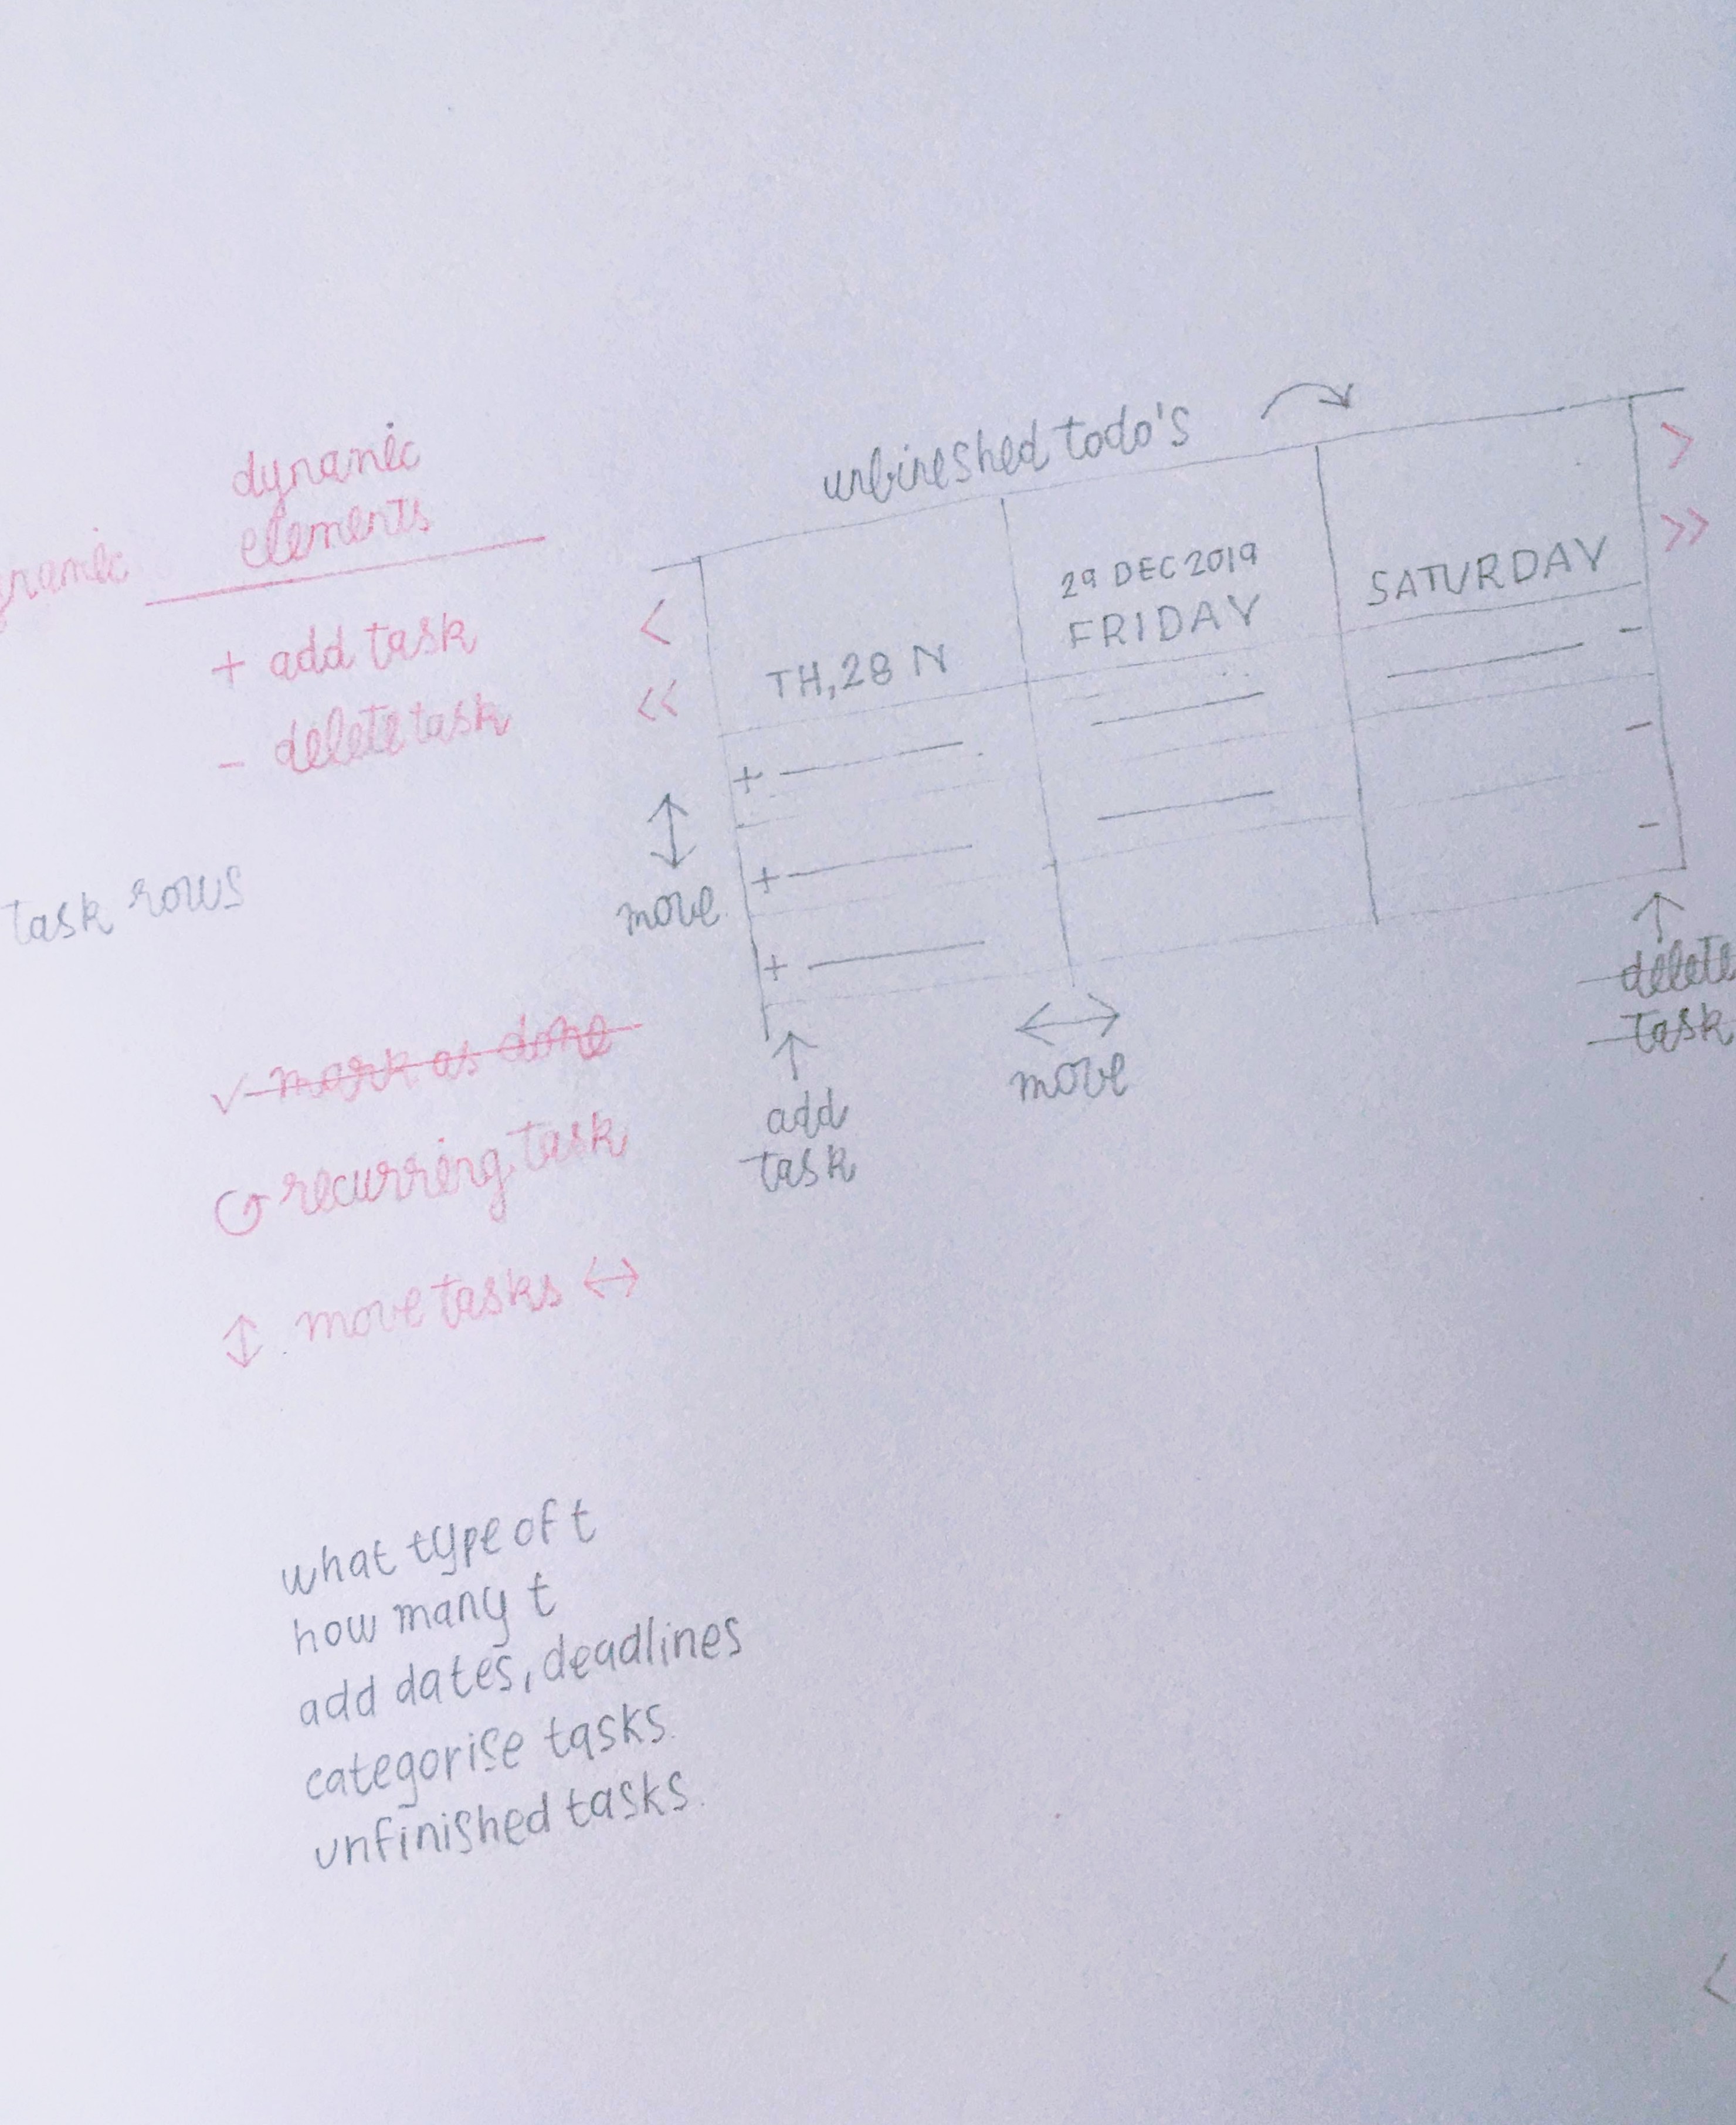 dynamic
elements
+ add task
- delete task
task rows
✓ mark as done
recurring task
↕ move tasks ↔
unfinished todo's
<
<<
>
>>
TH, 28 N
29 DEC 2019
FRIDAY
SATURDAY
+
+
+
-
-
-
↕
move
↑
add
task
↔
move
↑
delete
task
what type of t
how many t
add dates, deadlines
categorise tasks
unfinished tasks.
<